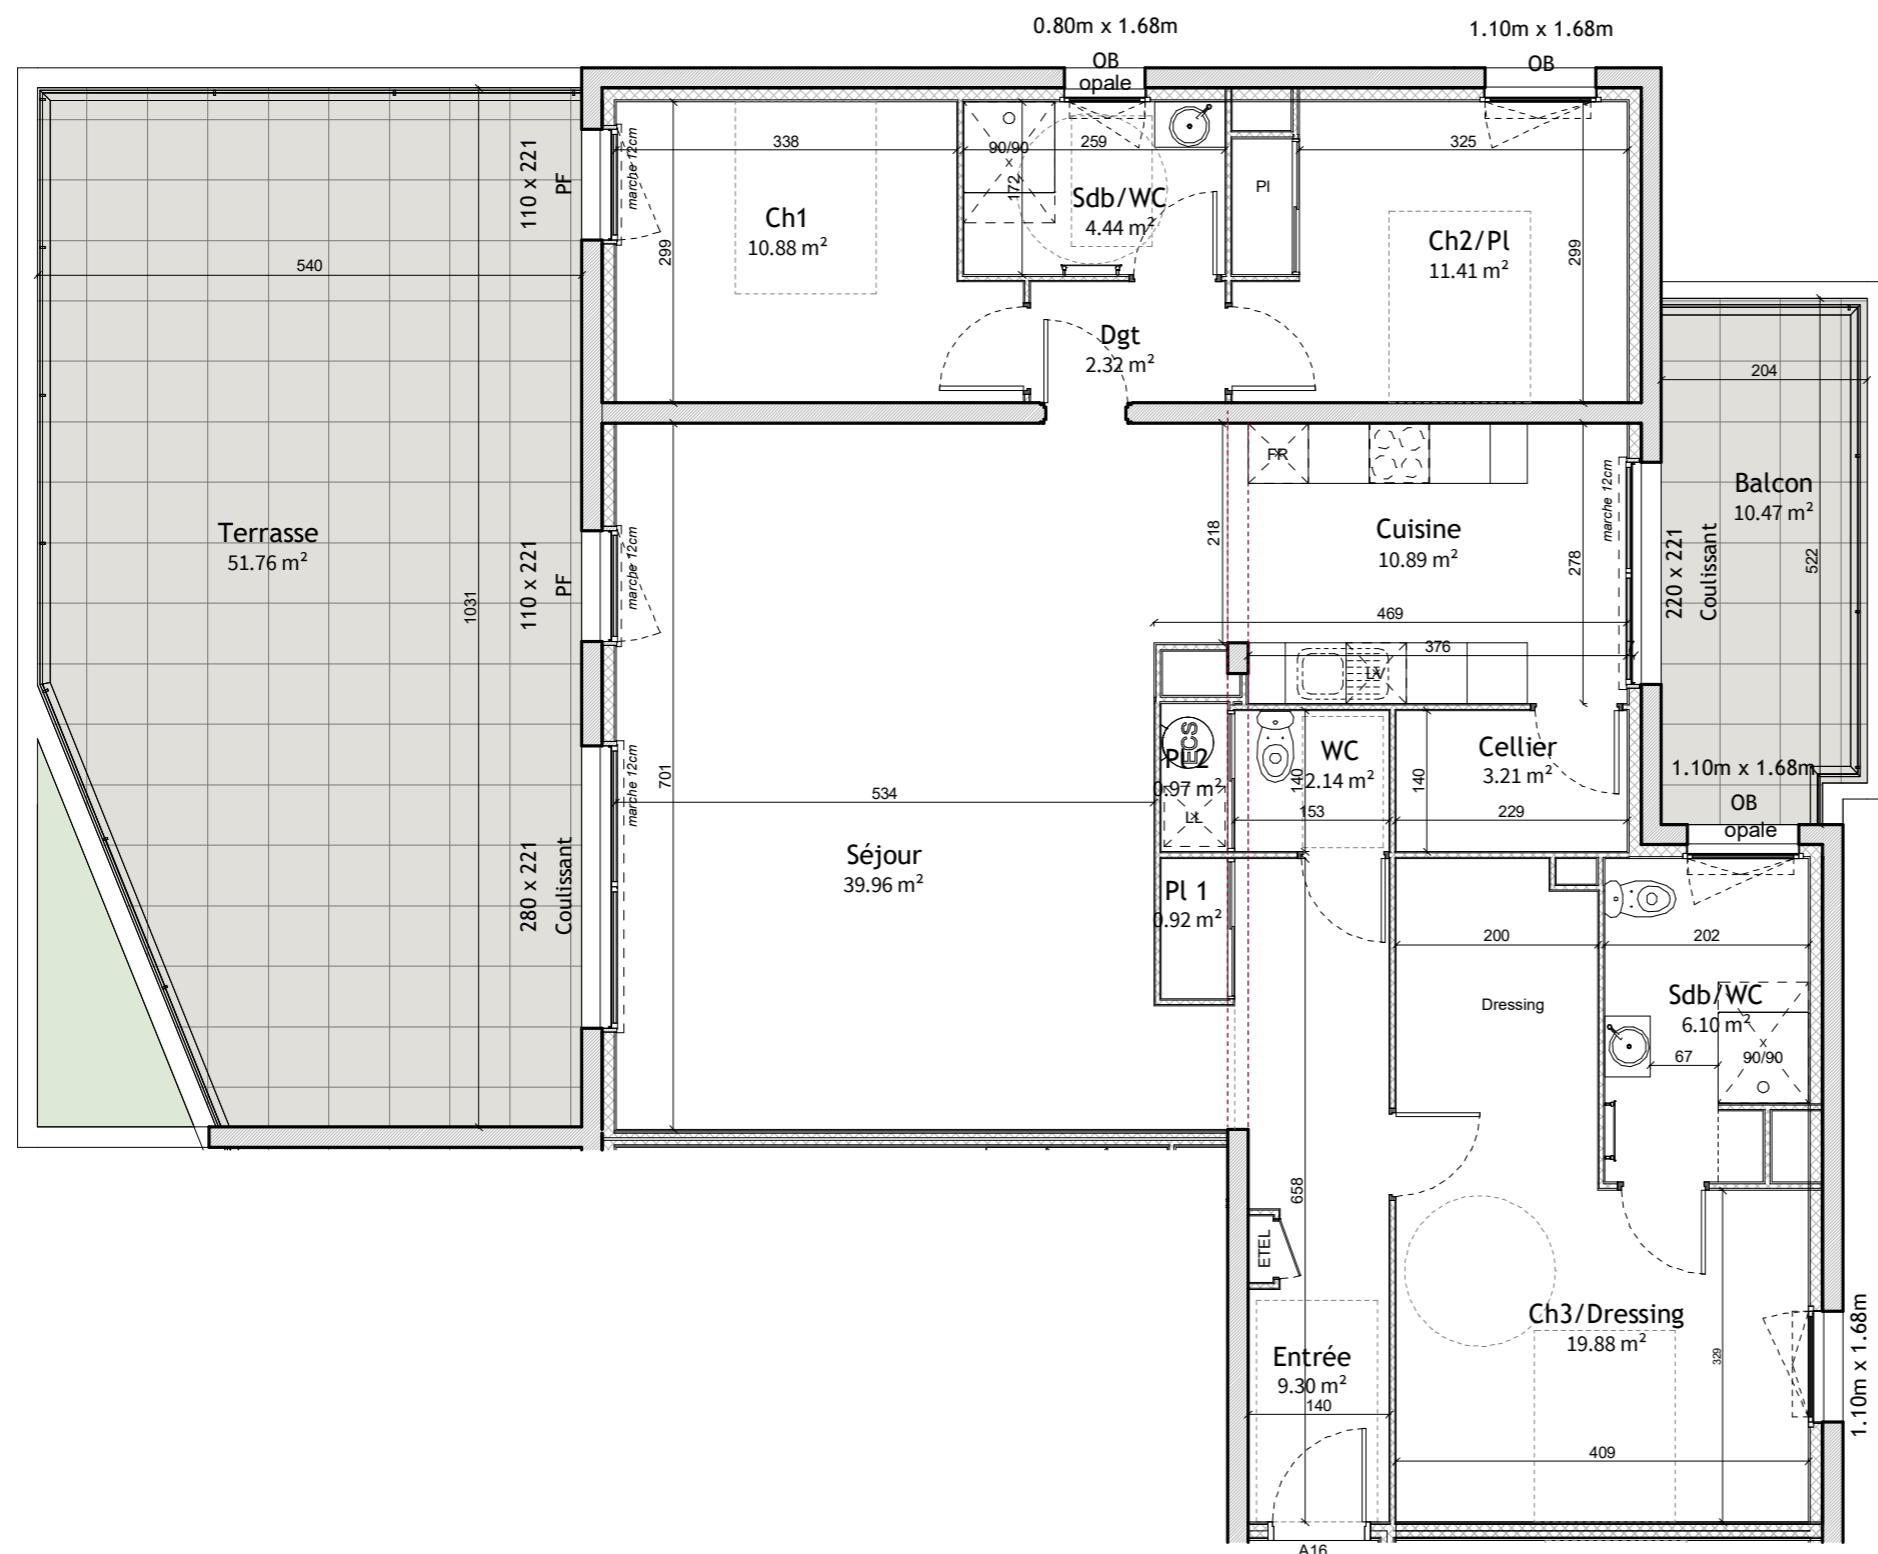 0.80m x 1.68m
1.10m x 1.68m
OB
opale
OB
110 x 221
PF
marche 12cm
338
90/90
x
259
172
325
Pl
Ch1
10.88 m²
Sdb/WC
4.44 m²
Ch2/Pl
11.41 m²
299
299
540
Dgt
2.32 m²
204
FR
Terrasse
51.76 m²
110 x 221
PF
marche 12cm
218
Cuisine
10.89 m²
278
marche 12cm
220 x 221
Coulissant
Balcon
10.47 m²
522
1031
469
376
LV
701
marche 12cm
534
ECS
Pl 2
0.97 m²
LL
WC
2.14 m²
140
153
Cellier
3.21 m²
140
229
1.10m x 1.68m
OB
opale
280 x 221
Coulissant
Séjour
39.96 m²
Pl 1
0.92 m²
200
202
Dressing
Sdb/WC
6.10 m²
67
x
90/90
658
ETEL
Entrée
9.30 m²
140
Ch3/Dressing
19.88 m²
329
409
1.10m x 1.68m
A16